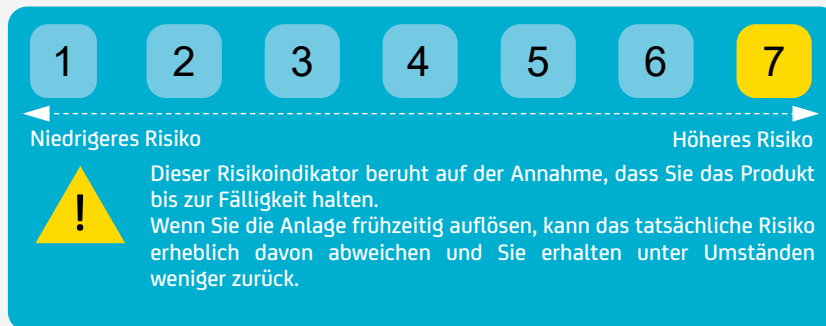 1 2 3 4 5 6 7
Niedrigeres Risiko Höheres Risiko
!
Dieser Risikoindikator beruht auf der Annahme, dass Sie das Produkt
bis zur Fälligkeit halten.
Wenn Sie die Anlage frühzeitig auflösen, kann das tatsächliche Risiko
erheblich davon abweichen und Sie erhalten unter Umständen
weniger zurück.